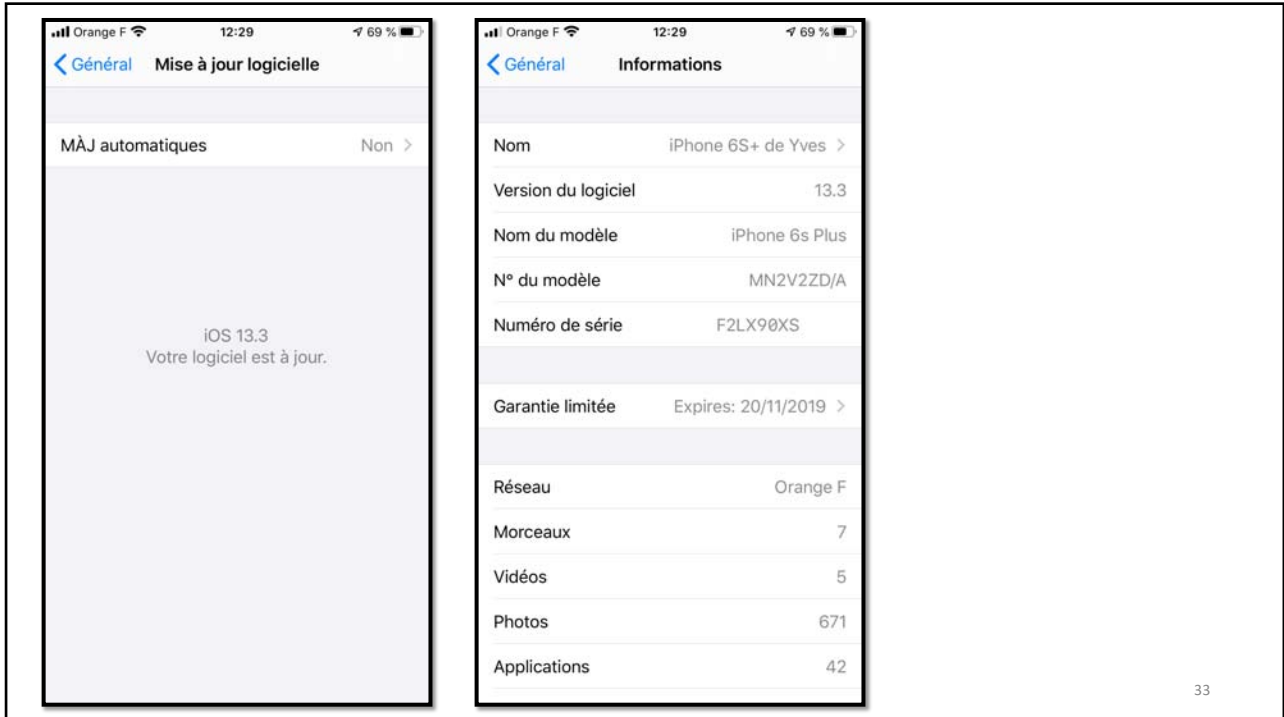 Orange F 12:29 69 %
Général Mise à jour logicielle
MÀJ automatiques Non
iOS 13.3
Votre logiciel est à jour.
Orange F 12:29 69 %
Général Informations
Nom iPhone 6S+ de Yves
Version du logiciel 13.3
Nom du modèle iPhone 6s Plus
N° du modèle MN2V2ZD/A
Numéro de série F2LX90XS
Garantie limitée Expires: 20/11/2019
Réseau Orange F
Morceaux 7
Vidéos 5
Photos 671
Applications 42
33